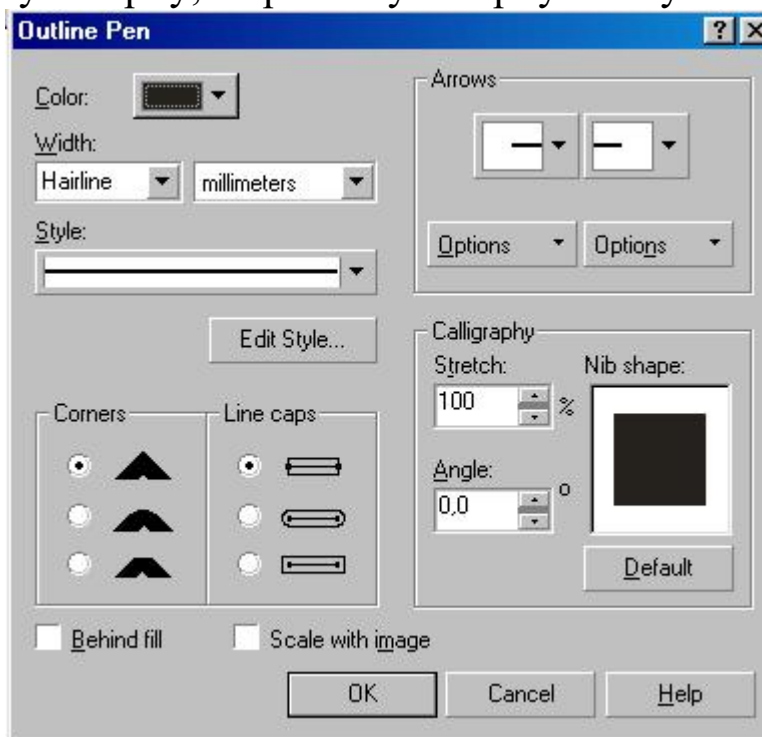 Outline Pen
Color:
Width:
Hairline millimeters
Style:
Edit Style...
Corners Line caps
Behind fill Scale with image
Arrows
Options Options
Calligraphy
Stretch: Nib shape:
100 %
Angle:
0,0 o
Default
OK Cancel Help